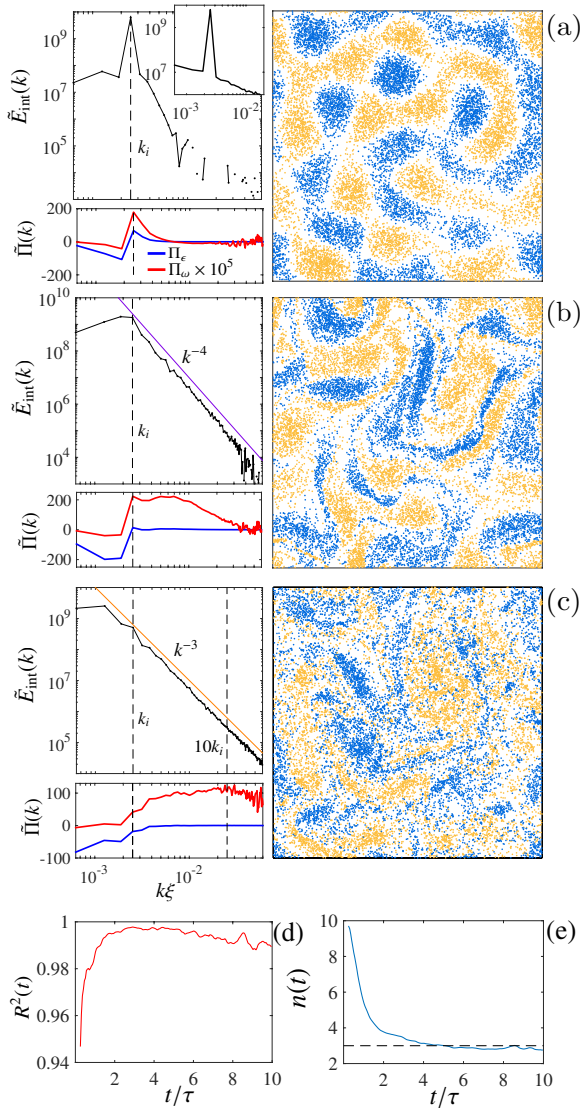 (a)
Ẽ_int(k)
10^9
10^7
10^5
k_i
10^7
10^-3
10^-2
Π̃(k)
200
0
-200
Π_ϵ
Π_ω × 10^5
(b)
Ẽ_int(k)
10^10
10^8
10^6
10^4
k^-4
k_i
Π̃(k)
200
0
-200
(c)
Ẽ_int(k)
10^9
10^7
10^5
k^-3
k_i
10k_i
Π̃(k)
100
0
-100
10^-3
10^-2
kξ
(d)
R^2(t)
1
0.98
0.96
0.94
2 4 6 8 10
t/τ
(e)
n(t)
10
8
6
4
2
2 4 6 8 10
t/τ